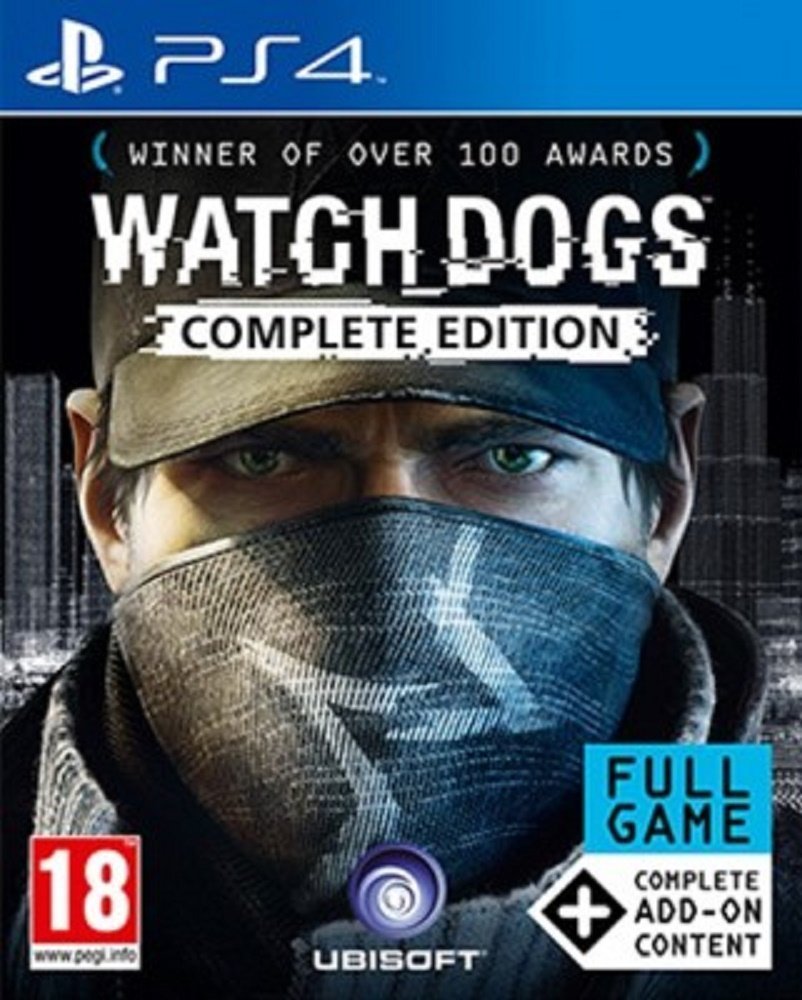 PS4
WINNER OF OVER 100 AWARDS
WATCH_DOGS™
COMPLETE EDITION
FULL
GAME
COMPLETE
ADD-ON
CONTENT
18
www.pegi.info
UBISOFT